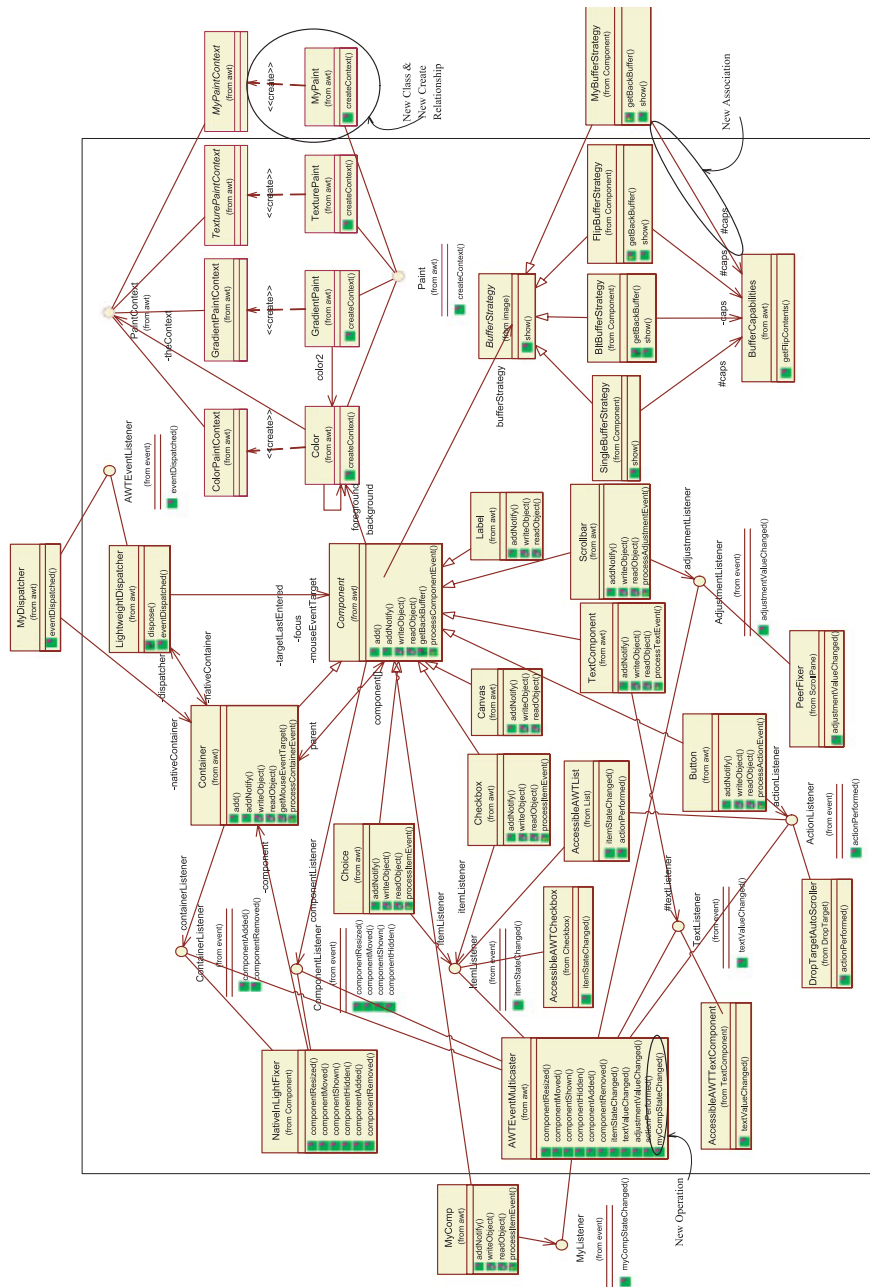 MyDispatcher
(from awt)
eventDispatched()
AWTEventListener
(from event)
eventDispatched()
LightweightDispatcher
(from awt)
dispose()
eventDispatched()
-nativeContainer
-dispatcher
-nativeContainer
-targetLastEntered
-focus
-mouseEventTarget
PaintContext
(from awt)
-theContext
ColorPaintContext
(from awt)
GradientPaintContext
(from awt)
TexturePaintContext
(from awt)
MyPaintContext
(from awt)
<<create>>
<<create>>
<<create>>
<<create>>
Color
(from awt)
createContext()
color2
GradientPaint
(from awt)
createContext()
TexturePaint
(from awt)
createContext()
MyPaint
(from awt)
createContext()
Paint
(from awt)
createContext()
New Class &
New Create
Relationship
foreground
background
containerListener
ContainerListener
(from event)
componentAdded()
componentRemoved()
Container
(from awt)
add()
addNotify()
writeObject()
readObject()
getMouseEventTarget()
processContainerEvent()
parent
-component
component[]
Component
(from awt)
add()
addNotify()
writeObject()
readObject()
getBackBuffer()
processComponentEvent()
bufferStrategy
BufferStrategy
(from image)
show()
NativeInLightFixer
(from Component)
componentResized()
componentMoved()
componentShown()
componentHidden()
componentAdded()
componentRemoved()
componentListener
ComponentListener
(from event)
componentResized()
componentMoved()
componentShown()
componentHidden()
Choice
(from awt)
addNotify()
writeObject()
readObject()
processItemEvent()
Checkbox
(from awt)
addNotify()
writeObject()
readObject()
processItemEvent()
Canvas
(from awt)
addNotify()
writeObject()
readObject()
Label
(from awt)
addNotify()
writeObject()
readObject()
SingleBufferStrategy
(from Component)
show()
BltBufferStrategy
(from Component)
getBackBuffer()
show()
FlipBufferStrategy
(from Component)
getBackBuffer()
show()
MyBufferStrategy
(from Component)
getBackBuffer()
show()
#caps
-caps
#caps
#caps
BufferCapabilities
(from awt)
getFlipContents()
New Association
itemListener
itemListener
ItemListener
(from event)
itemStateChanged()
AWTEventMulticaster
(from awt)
componentResized()
componentMoved()
componentShown()
componentHidden()
componentAdded()
componentRemoved()
itemStateChanged()
textValueChanged()
adjustmentValueChanged()
actionPerformed()
myCompStateChanged()
New Operation
MyComp
(from awt)
addNotify()
writeObject()
readObject()
processItemEvent()
MyListener
(from event)
myCompStateChanged()
AccessibleAWTCheckbox
(from Checkbox)
itemStateChanged()
AccessibleAWTList
(from List)
itemStateChanged()
actionPerformed()
TextComponent
(from awt)
addNotify()
writeObject()
readObject()
processTextEvent()
Scrollbar
(from awt)
addNotify()
writeObject()
readObject()
processAdjustmentEvent()
adjustmentListener
AdjustmentListener
(from event)
adjustmentValueChanged()
Button
(from awt)
addNotify()
writeObject()
readObject()
processActionEvent()
PeerFixer
(from ScrollPane)
adjustmentValueChanged()
#textListener
TextListener
(from event)
textValueChanged()
AccessibleAWTTextComponent
(from TextComponent)
textValueChanged()
actionListener
ActionListener
(from event)
actionPerformed()
DropTargetAutoScroller
(from DropTarget)
actionPerformed()